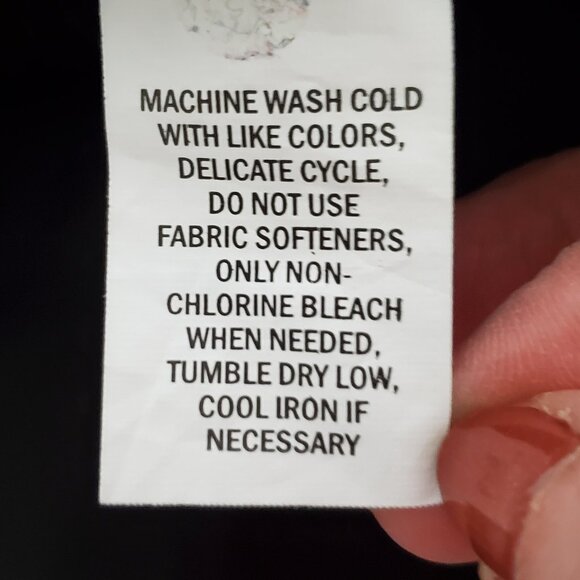 MACHINE WASH COLD
WITH LIKE COLORS,
DELICATE CYCLE,
DO NOT USE
FABRIC SOFTENERS,
ONLY NON-
CHLORINE BLEACH
WHEN NEEDED,
TUMBLE DRY LOW,
COOL IRON IF
NECESSARY